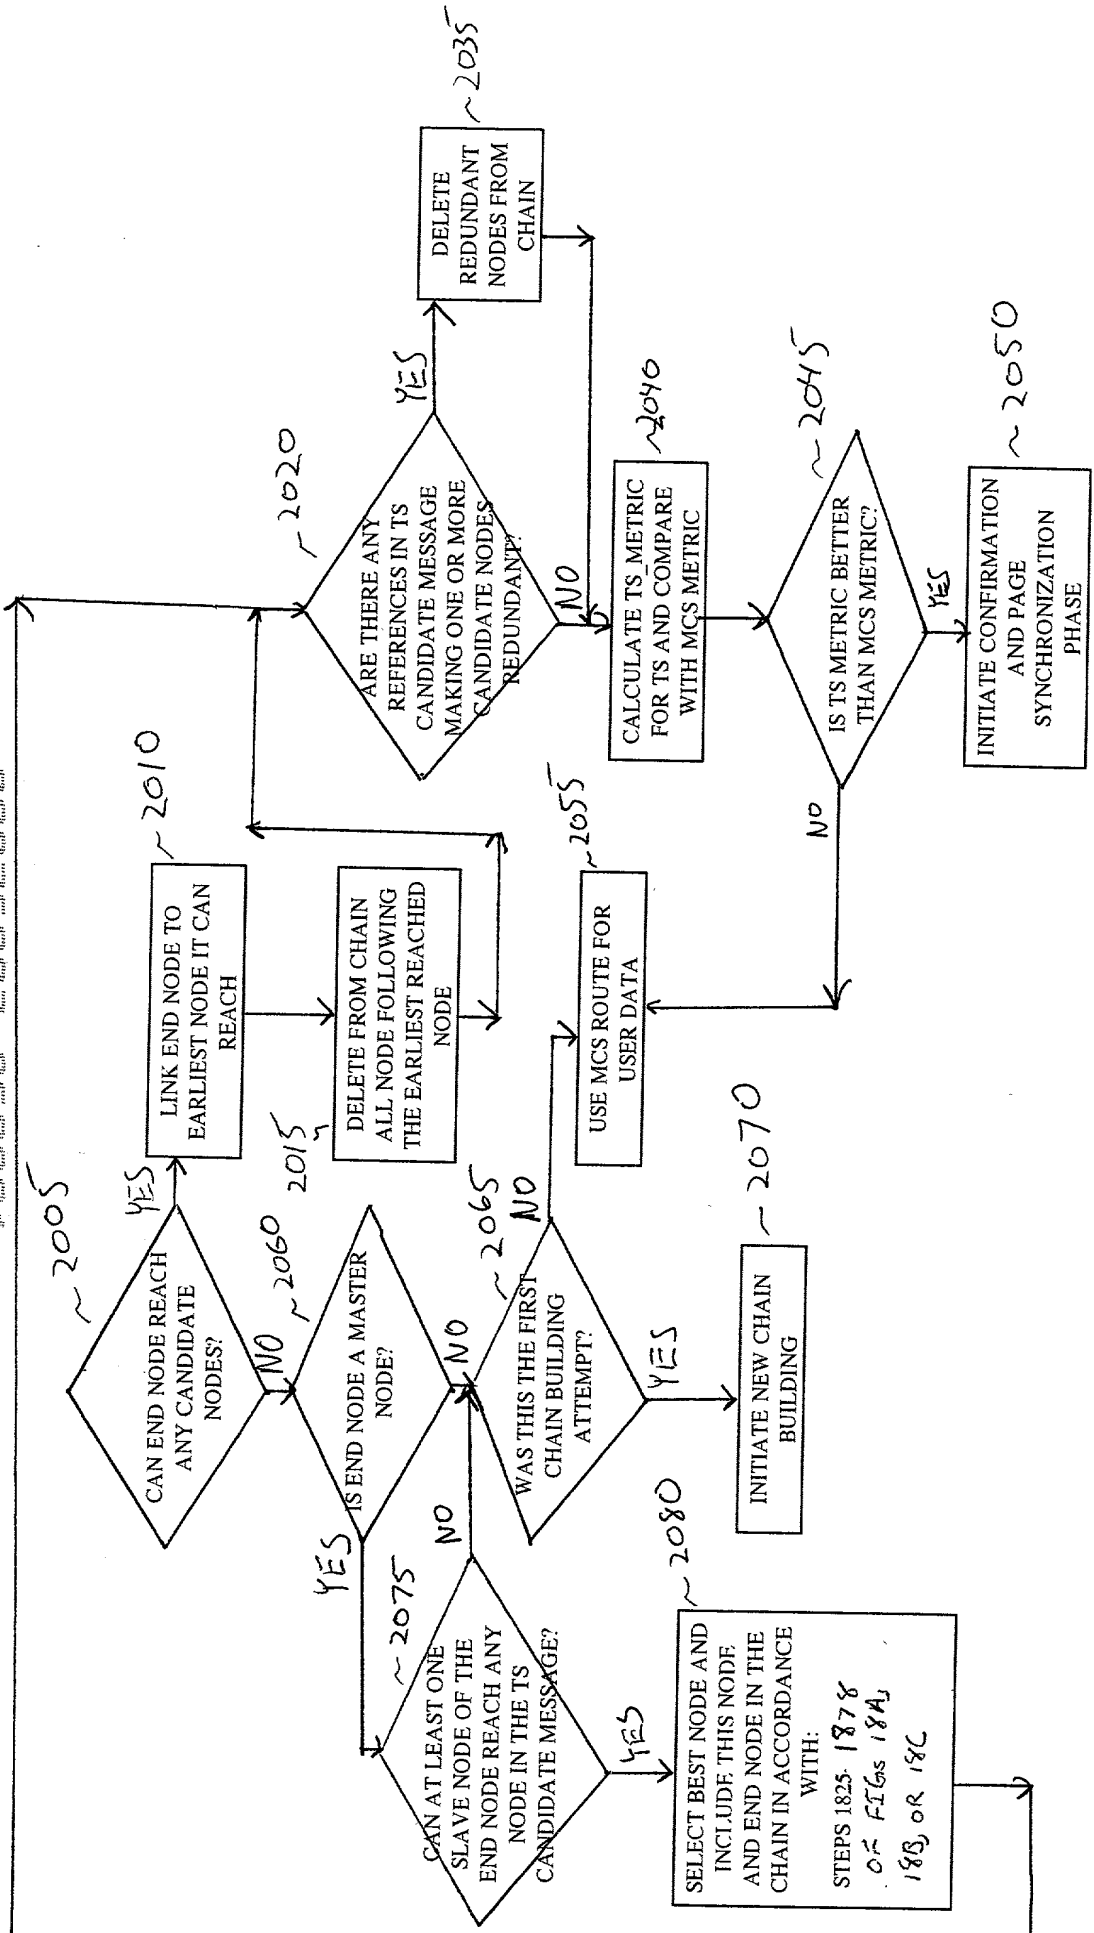 CAN END NODE REACH
ANY CANDIDATE
NODES?
~2005
YES
NO
LINK END NODE TO
EARLIEST NODE IT CAN
REACH
~2010
DELETE FROM CHAIN
ALL NODE FOLLOWING
THE EARLIEST REACHED
NODE
2015
IS END NODE A MASTER
NODE?
~2060
YES
NO
CAN AT LEAST ONE
SLAVE NODE OF THE
END NODE REACH ANY
NODE IN THE TS
CANDIDATE MESSAGE?
~2075
NO
YES
SELECT BEST NODE AND
INCLUDE THIS NODE
AND END NODE IN THE
CHAIN IN ACCORDANCE
WITH:
STEPS 1825-1878
OF FIGS 18A,
18B, OR 18C
~2080
WAS THIS THE FIRST
CHAIN BUILDING
ATTEMPT?
~2065
NO
YES
INITIATE NEW CHAIN
BUILDING
~2070
USE MCS ROUTE FOR
USER DATA
~2055
ARE THERE ANY
REFERENCES IN TS
CANDIDATE MESSAGE
MAKING ONE OR MORE
CANDIDATE NODES
REDUNDANT?
~2020
YES
NO
DELETE
REDUNDANT
NODES FROM
CHAIN
~2035
CALCULATE TS_METRIC
FOR TS AND COMPARE
WITH MCS METRIC
~2040
IS TS METRIC BETTER
THAN MCS METRIC?
~2045
NO
YES
INITIATE CONFIRMATION
AND PAGE
SYNCHRONIZATION
PHASE
~2050